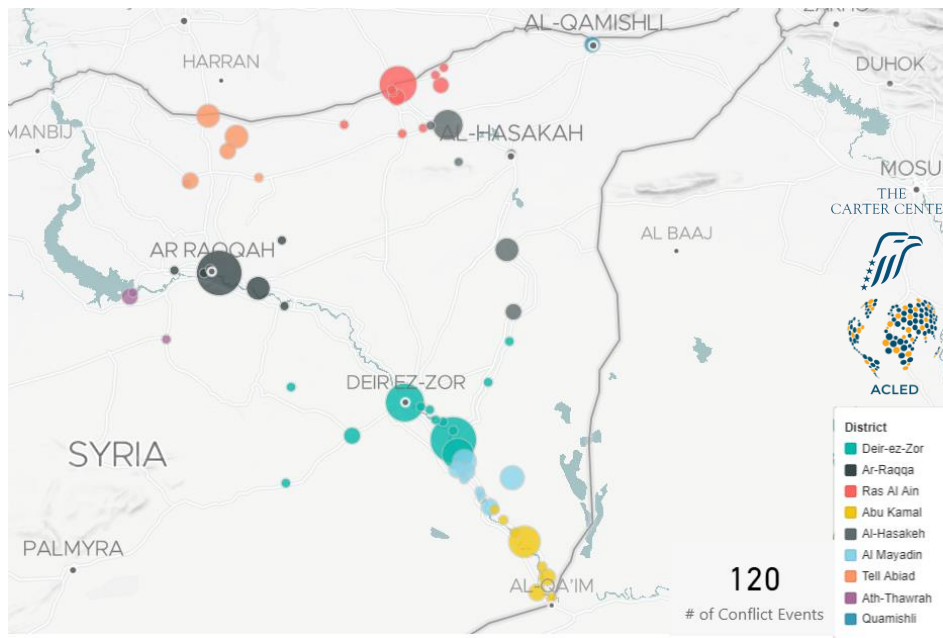 ZAKHO
AL-QAMISHLI
HARRAN
DUHOK
MANBIJ
AL-HASAKAH
MOSU
THE
CARTER CENTE
AR RAQQAH
AL BAAJ
ACLED
DEIR EZ-ZOR
District
Deir-ez-Zor
Ar-Raqqa
Ras Al Ain
Abu Kamal
Al-Hasakeh
Al Mayadin
Tell Abiad
Ath-Thawrah
Quamishli
SYRIA
PALMYRA
AL-QA'IM
120
# of Conflict Events